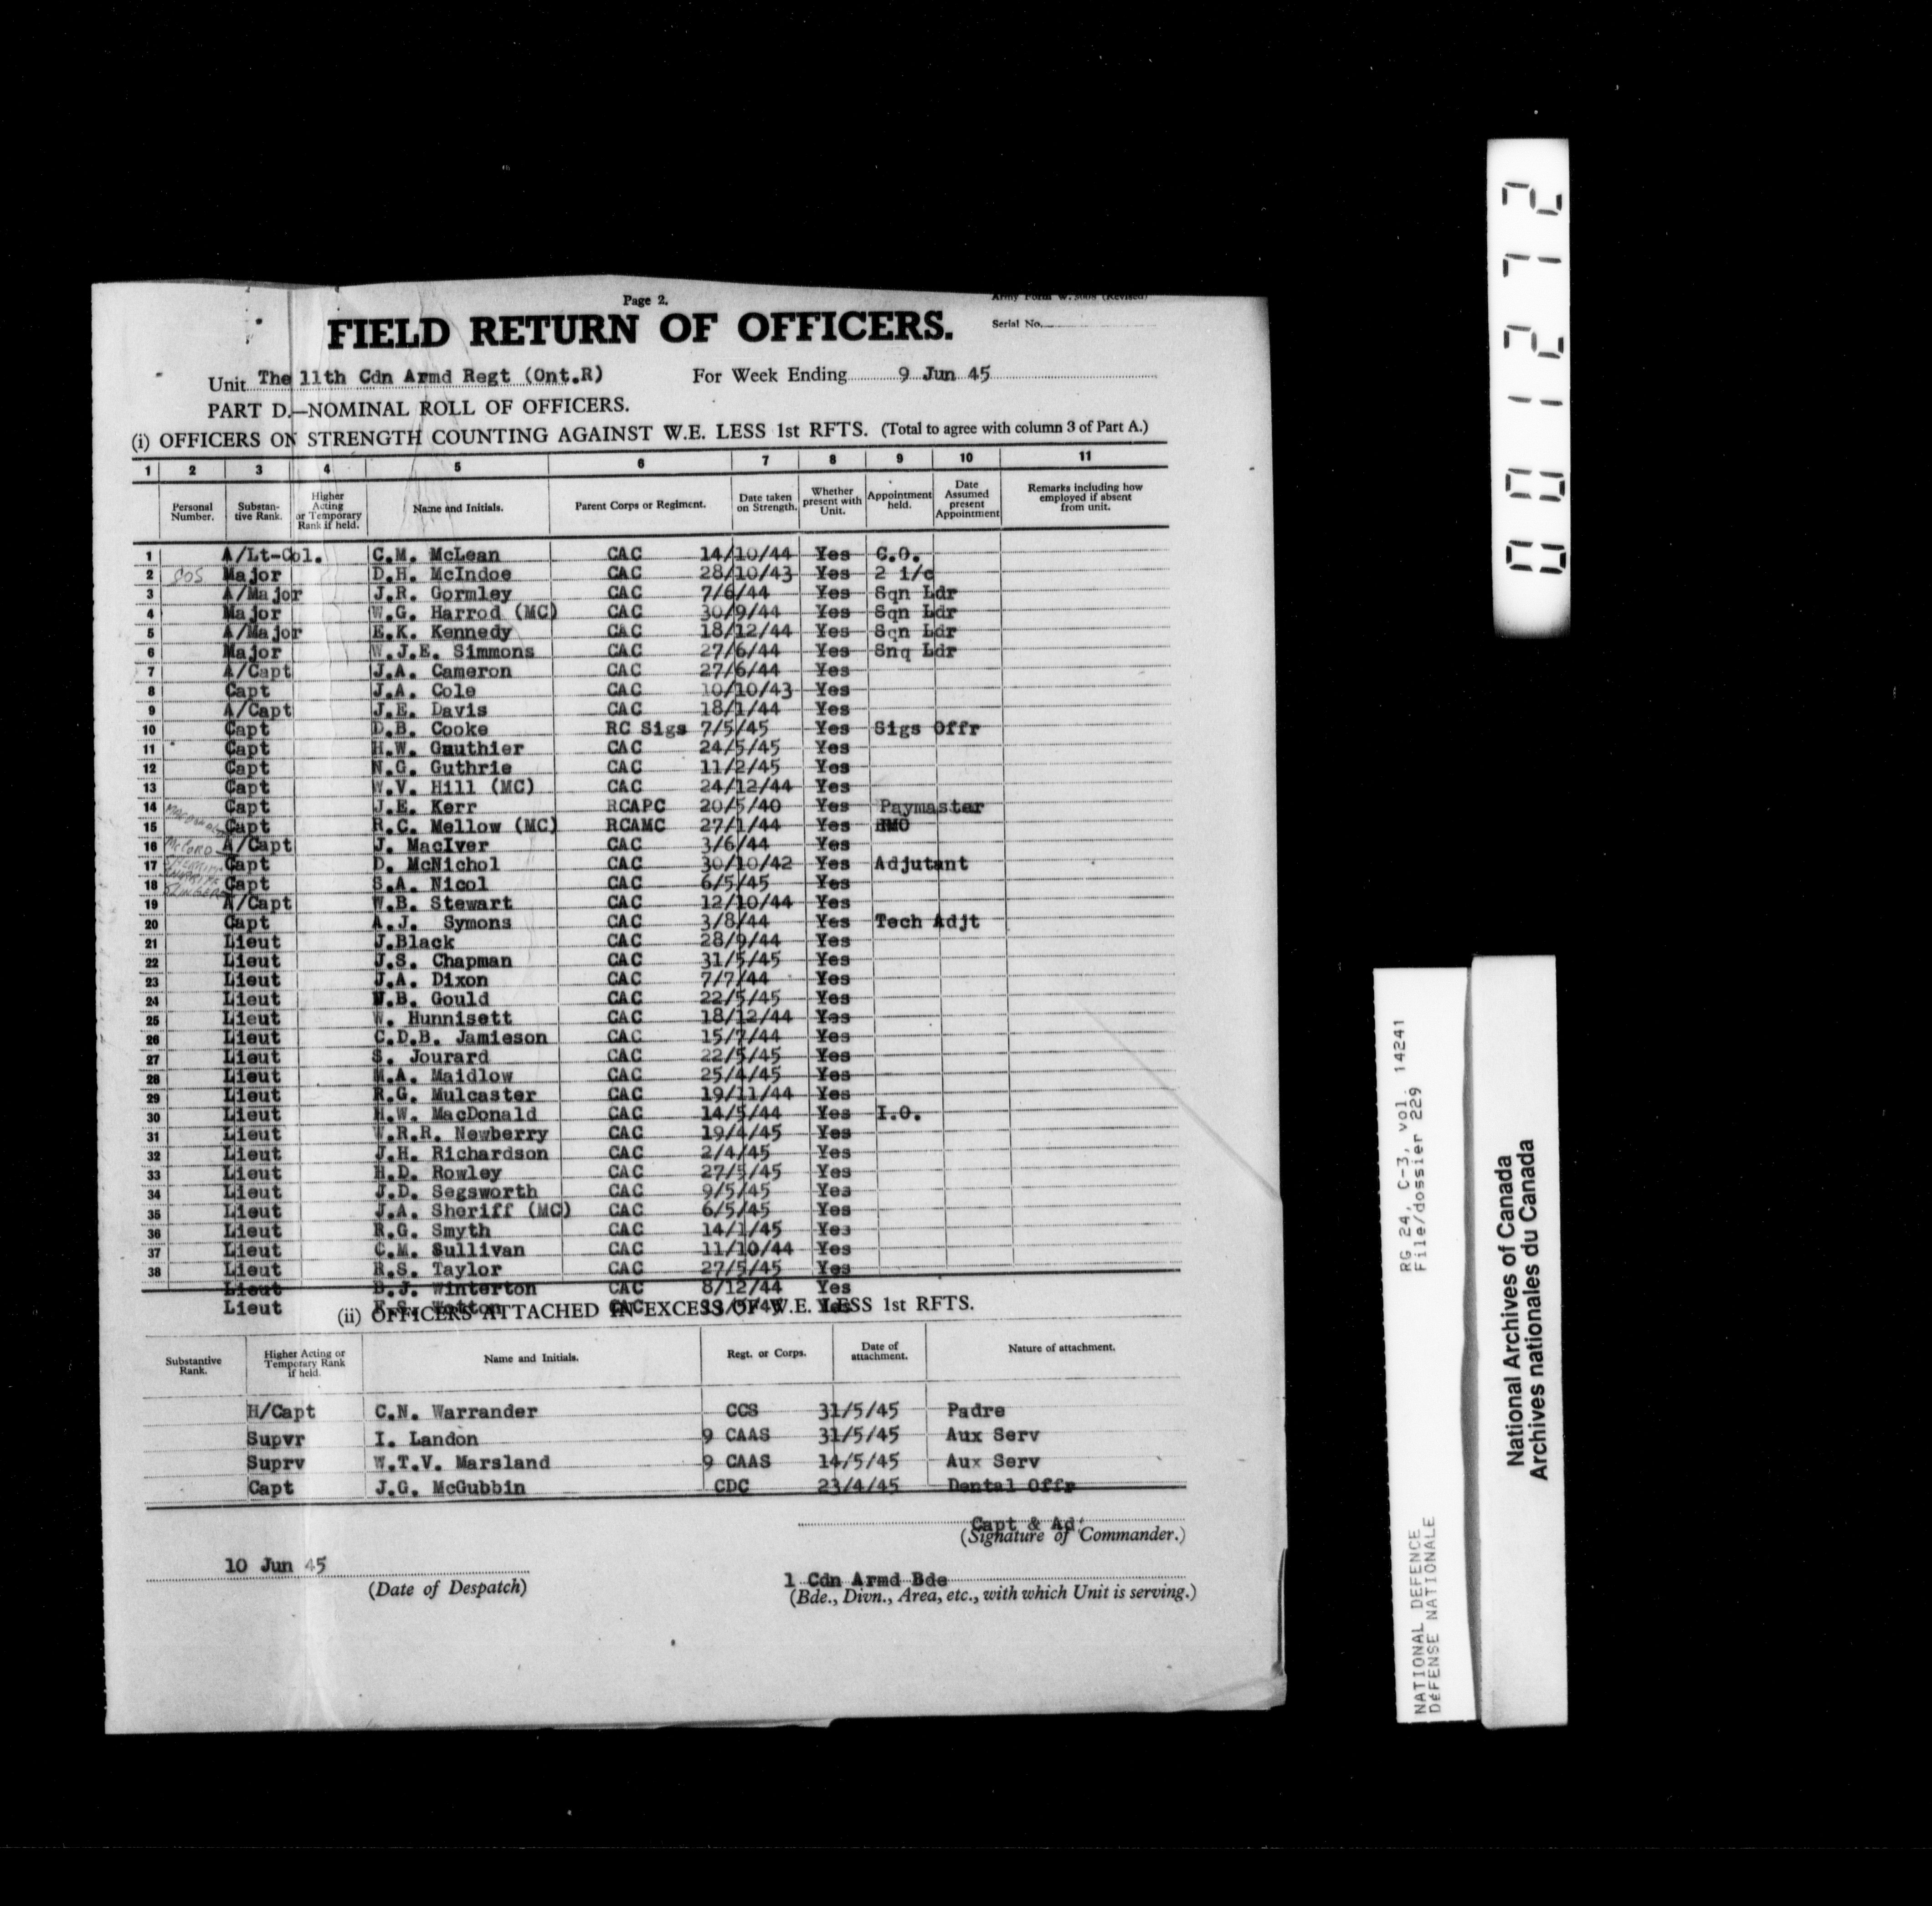 Page 2.
Army Form W.3008 (Revised)
FIELD RETURN OF OFFICERS.
Serial No.
Unit The 11th Cdn Armd Regt (Ont.R) For Week Ending 9 Jun 45
PART D.—NOMINAL ROLL OF OFFICERS.
(i) OFFICERS ON STRENGTH COUNTING AGAINST W.E. LESS 1st RFTS. (Total to agree with column 3 of Part A.)
1 2 3 4 5 6 7 8 9 10 11
Personal Number. Substantive Rank. Higher Acting or Temporary Rank if held. Name and Initials. Parent Corps or Regiment. Date taken on Strength. Whether present with Unit. Appointment held. Date Assumed present Appointment Remarks including how employed if absent from unit.
1 A/Lt-Col. C.M. McLean CAC 14/10/44 Yes C.O.
2 SOS Major D.H. McIndoe CAC 28/10/43 Yes 2 i/c
3 A/Major J.R. Gormley CAC 7/6/44 Yes Sqn Ldr
4 Major W.G. Harrod (MC) CAC 30/9/44 Yes Sqn Ldr
5 A/Major E.K. Kennedy CAC 18/12/44 Yes Sqn Ldr
6 Major W.J.E. Simmons CAC 27/6/44 Yes Snq Ldr
7 A/Capt J.A. Cameron CAC 27/6/44 Yes
8 Capt J.A. Cole CAC 10/10/43 Yes
9 A/Capt J.E. Davis CAC 18/1/44 Yes
10 Capt D.B. Cooke RC Sigs 7/5/45 Yes Sigs Offr
11 Capt H.W. Gauthier CAC 24/5/45 Yes
12 Capt N.G. Guthrie CAC 11/2/45 Yes
13 Capt W.V. Hill (MC) CAC 24/12/44 Yes
14 Capt J.E. Kerr RCAPC 20/5/40 Yes Paymaster
15 Capt R.C. Mellow (MC) RCAMC 27/1/44 Yes RMO
16 McCORD A/Capt J. MacIver CAC 3/6/44 Yes
17 Capt D. McNichol CAC 30/10/42 Yes Adjutant
18 Capt S.A. Nicol CAC 6/5/45 Yes
19 A/Capt W.B. Stewart CAC 12/10/44 Yes
20 Capt A.J. Symons CAC 3/8/44 Yes Tech Adjt
21 Lieut J.Black CAC 28/9/44 Yes
22 Lieut J.S. Chapman CAC 31/5/45 Yes
23 Lieut J.A. Dixon CAC 7/7/44 Yes
24 Lieut W.B. Gould CAC 22/5/45 Yes
25 Lieut W. Hunnisett CAC 18/12/44 Yes
26 Lieut C.D.B. Jamieson CAC 15/7/44 Yes
27 Lieut S. Jourard CAC 22/5/45 Yes
28 Lieut M.A. Maidlow CAC 25/4/45 Yes
29 Lieut R.G. Mulcaster CAC 19/11/44 Yes
30 Lieut H.W. MacDonald CAC 14/5/44 Yes I.O.
31 Lieut W.R.R. Newberry CAC 19/4/45 Yes
32 Lieut J.H. Richardson CAC 2/4/45 Yes
33 Lieut H.D. Rowley CAC 27/5/45 Yes
34 Lieut J.D. Segsworth CAC 9/5/45 Yes
35 Lieut J.A. Sheriff (MC) CAC 6/5/45 Yes
36 Lieut R.G. Smyth CAC 14/1/45 Yes
37 Lieut C.M. Sullivan CAC 11/10/44 Yes
38 Lieut R.S. Taylor CAC 27/5/45 Yes
Lieut B.J. Winterton CAC 8/12/44 Yes
Lieut Wotton CAC Yes
(ii) OFFICERS ATTACHED IN EXCESS OF W.E. LESS 1st RFTS.
Substantive Rank. Higher Acting or Temporary Rank if held. Name and Initials. Regt. or Corps. Date of attachment. Nature of attachment.
H/Capt C.N. Warrander CCS 31/5/45 Padre
Supvr I. Landon 9 CAAS 31/5/45 Aux Serv
Suprv W.T.V. Marsland 9 CAAS 14/5/45 Aux Serv
Capt J.G. McGubbin CDC 23/4/45 Dental Offr
Capt & Adj
(Signature of Commander.)
10 Jun 45
(Date of Despatch)
1 Cdn Armd Bde
(Bde., Divn., Area, etc., with which Unit is serving.)
001272
RG 24, C-3, vol. 14241
File/dossier 229
NATIONAL DEFENCE
DÉFENSE NATIONALE
National Archives of Canada
Archives nationales du Canada